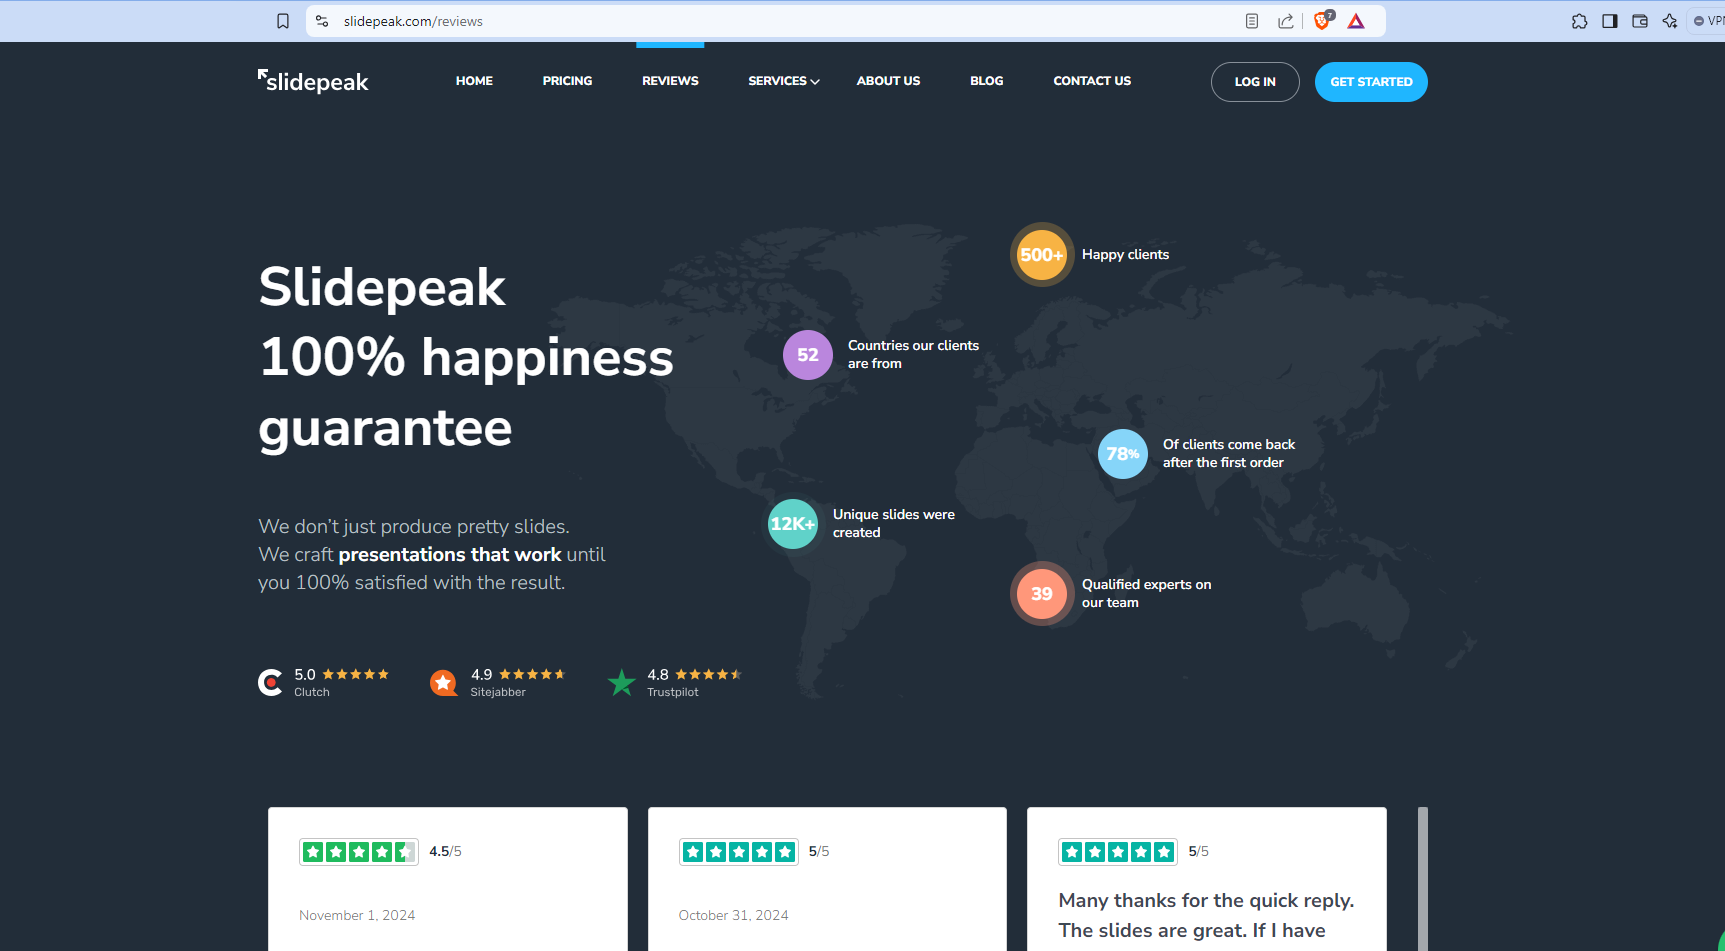 slidepeak.com/reviews
7
VPN
slidepeak
HOME
PRICING
REVIEWS
SERVICES
ABOUT US
BLOG
CONTACT US
LOG IN
GET STARTED
Slidepeak
100% happiness
guarantee
We don't just produce pretty slides.
We craft presentations that work until
you 100% satisfied with the result.
500+
Happy clients
52
Countries our clients
are from
78%
Of clients come back
after the first order
12K+
Unique slides were
created
39
Qualified experts on
our team
5.0
Clutch
4.9
Sitejabber
4.8
Trustpilot
4.5/5
November 1, 2024
5/5
October 31, 2024
5/5
Many thanks for the quick reply.
The slides are great. If I have